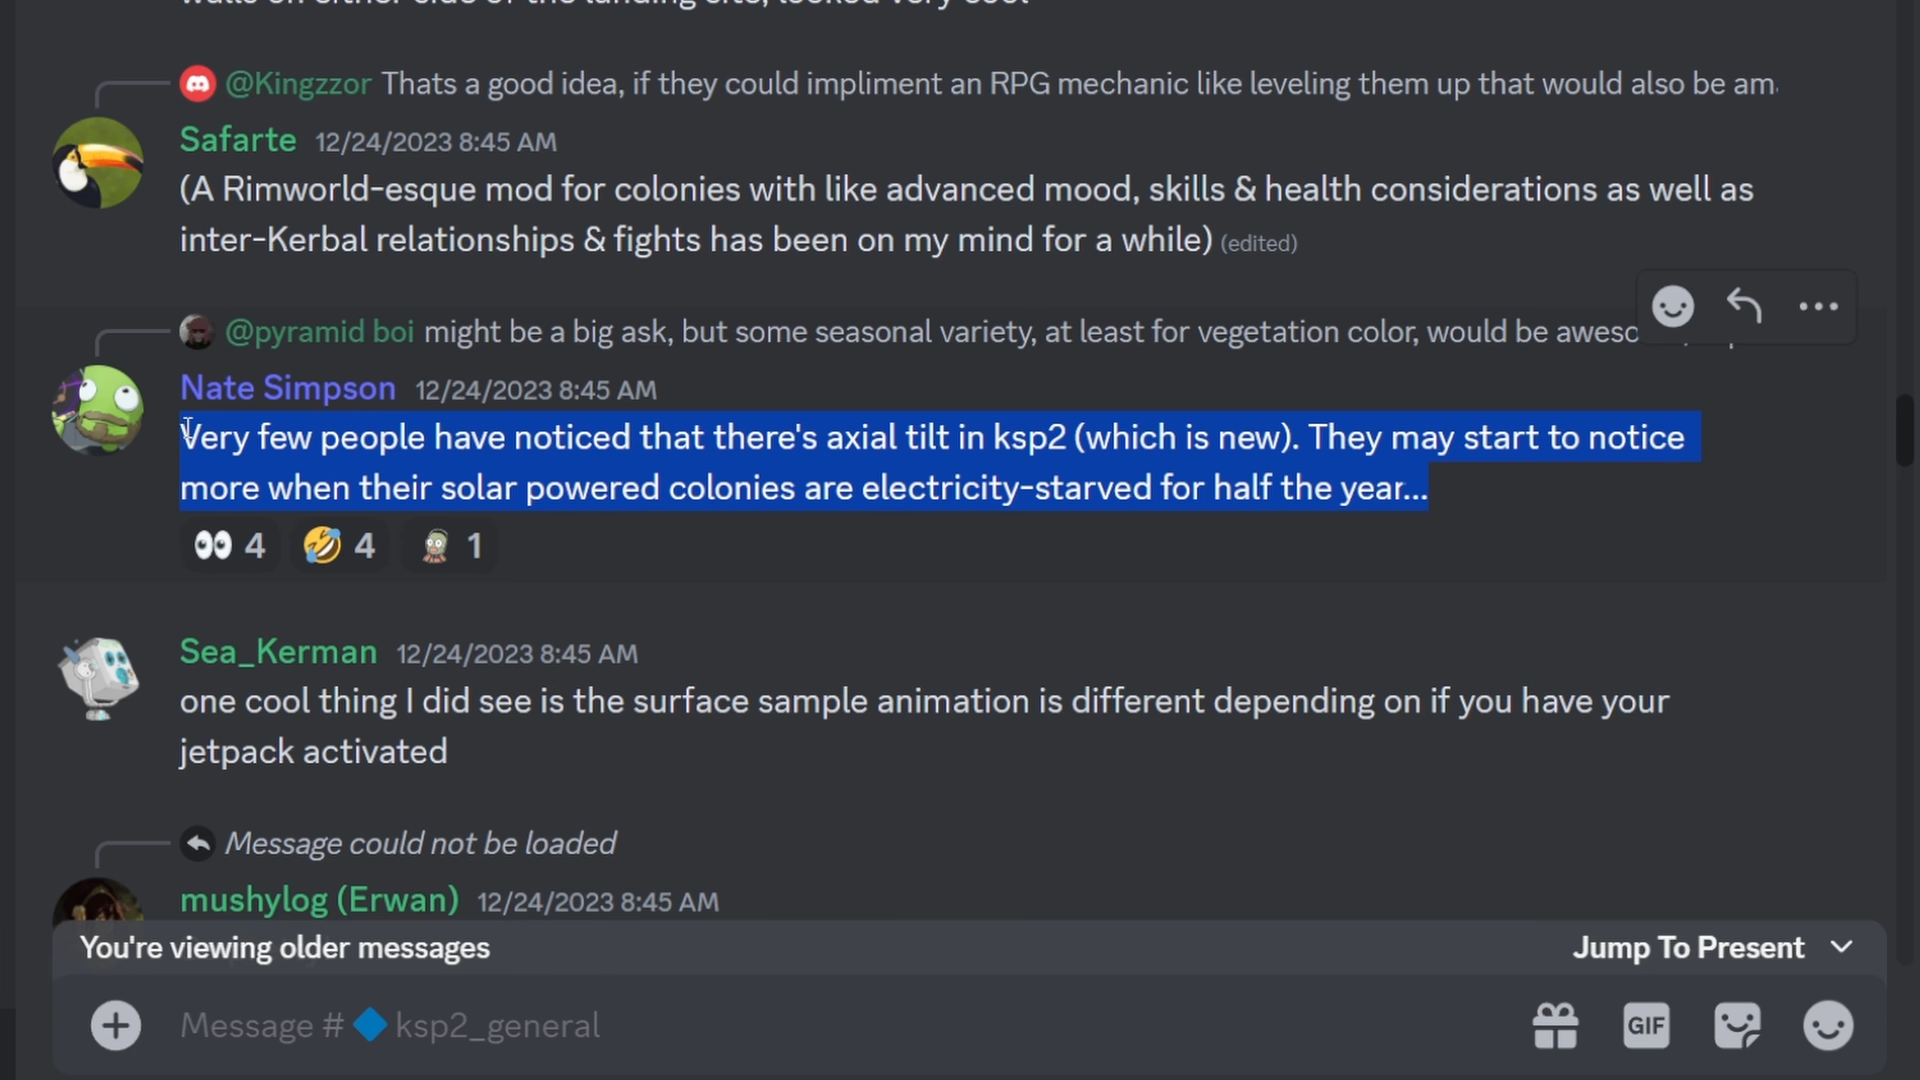 @Kingzzor Thats a good idea, if they could impliment an RPG mechanic like leveling them up that would also be
Safarte 12/24/2023 8:45 AM
(A Rimworld-esque mod for colonies with like advanced mood, skills & health considerations as well as
inter-Kerbal relationships & fights has been on my mind for a while) (edited)
@pyramid boi might be a big ask, but some seasonal variety, at least for vegetation color, would be
Nate Simpson 12/24/2023 8:45 AM
Very few people have noticed that there's axial tilt in ksp2 (which is new). They may start to notice
more when their solar powered colonies are electricity-starved for half the year...
4 4 1
Sea_Kerman 12/24/2023 8:45 AM
one cool thing I did see is the surface sample animation is different depending on if you have your
jetpack activated
Message could not be loaded
mushylog (Erwan) 12/24/2023 8:45 AM
You're viewing older messages Jump To Present
Message # ksp2_general GIF